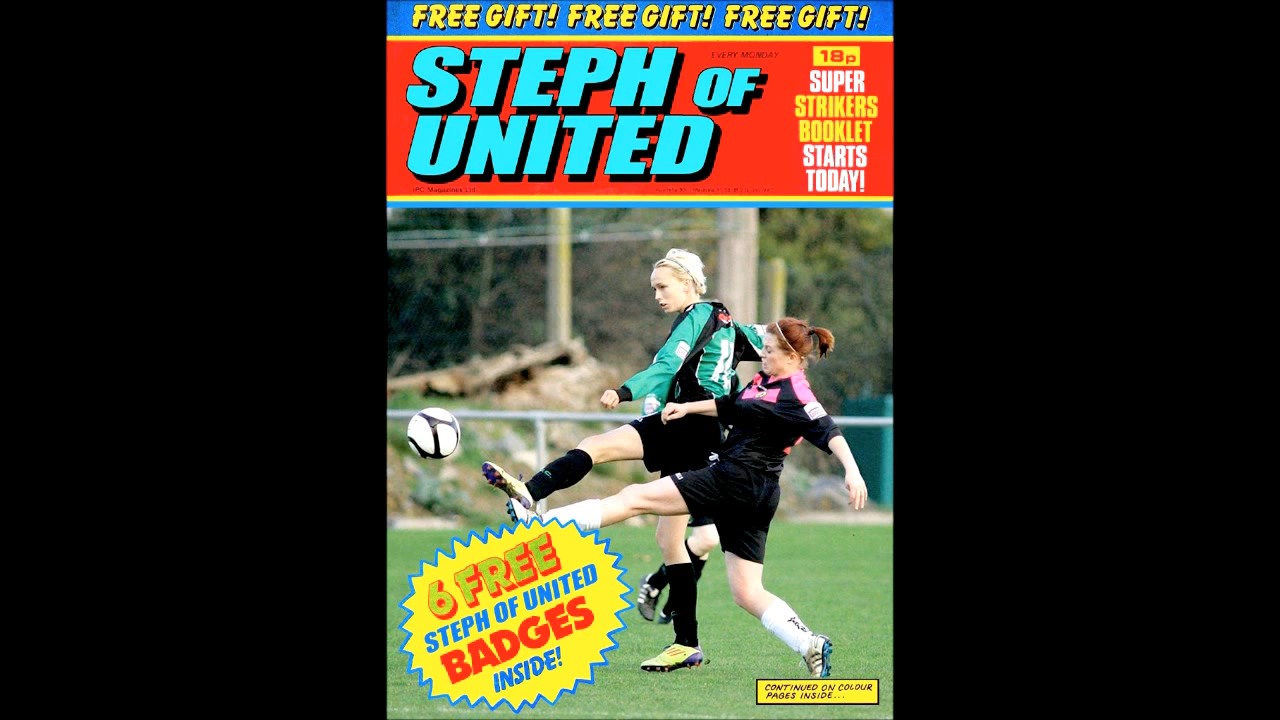 FREE GIFT! FREE GIFT! FREE GIFT!
EVERY MONDAY
STEPH OF
UNITED
18p
SUPER
STRIKERS
BOOKLET
STARTS
TODAY!
IPC Magazines Ltd
6 FREE
STEPH OF UNITED
BADGES
INSIDE!
CONTINUED ON COLOUR
PAGES INSIDE...